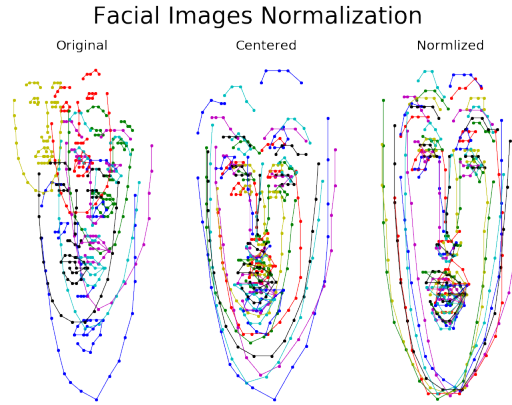 Facial Images Normalization
Original
Centered
Normlized